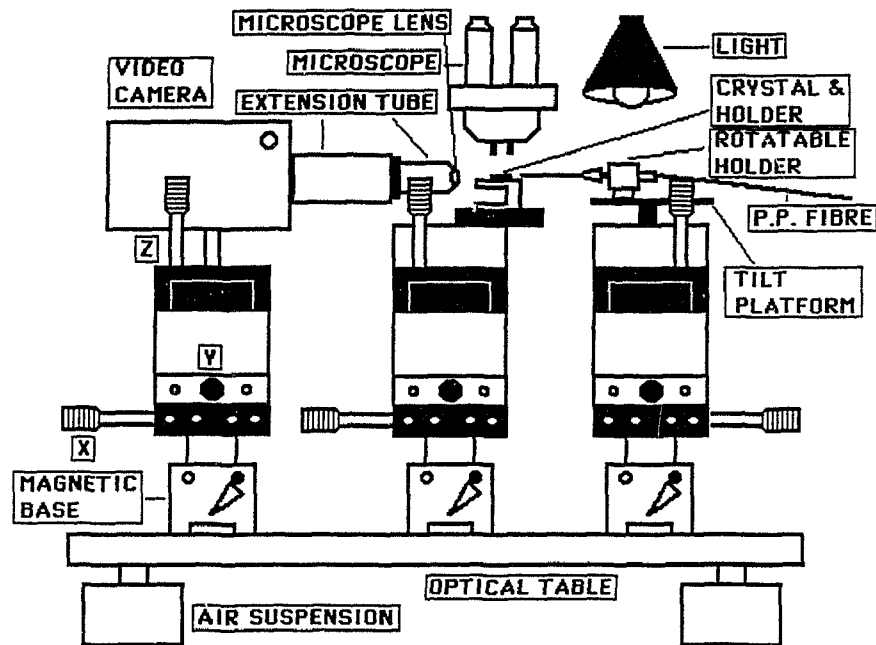 MICROSCOPE LENS
MICROSCOPE
LIGHT
VIDEO
CAMERA
EXTENSION TUBE
CRYSTAL &
HOLDER
ROTATABLE
HOLDER
P.P. FIBRE
Z
TILT
PLATFORM
Y
X
MAGNETIC
BASE
OPTICAL TABLE
AIR SUSPENSION